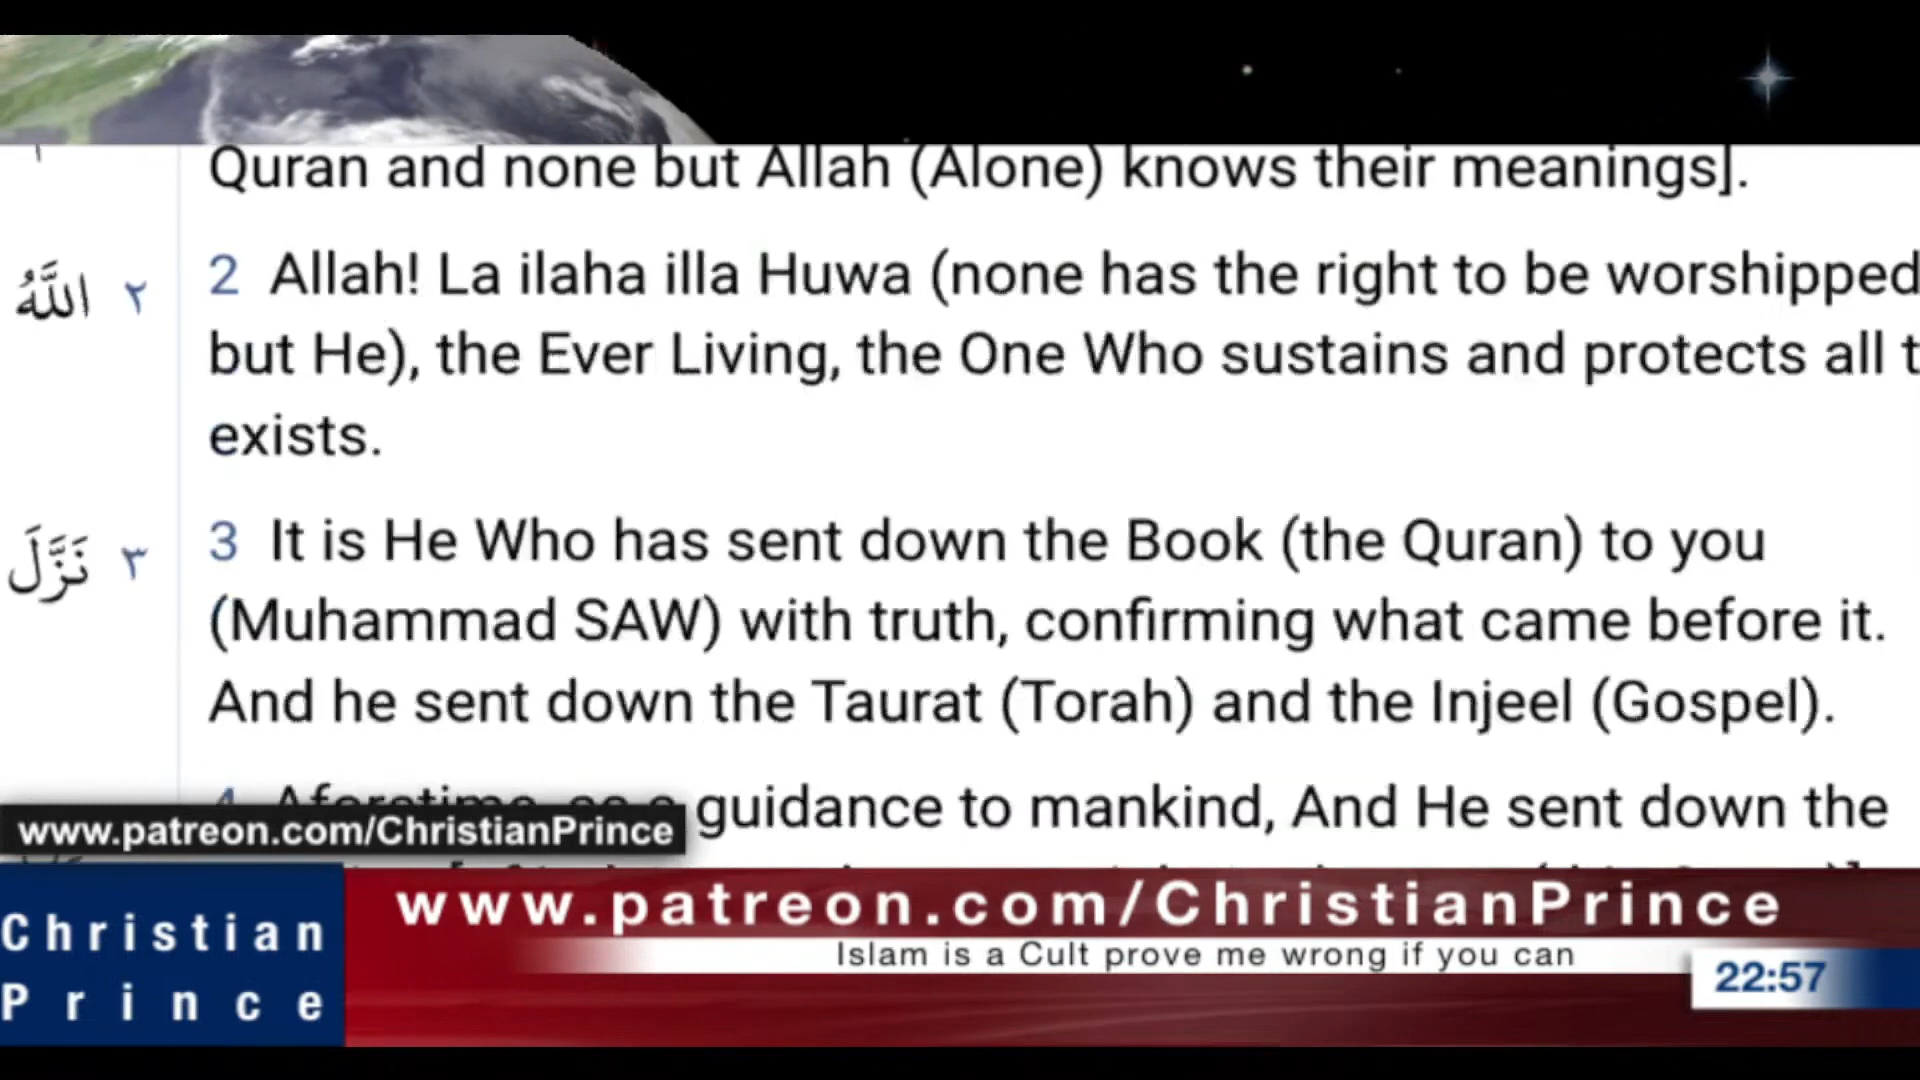 Quran and none but Allah (Alone) knows their meanings].
اللَّهُ ٢
2 Allah! La ilaha illa Huwa (none has the right to be worshipped
but He), the Ever Living, the One Who sustains and protects all t
exists.
نَزَّلَ ٣
3 It is He Who has sent down the Book (the Quran) to you
(Muhammad SAW) with truth, confirming what came before it.
And he sent down the Taurat (Torah) and the Injeel (Gospel).
4 Aforetime, as a guidance to mankind, And He sent down the
www.patreon.com/ChristianPrince
www.patreon.com/ChristianPrince
Islam is a Cult prove me wrong if you can
Christian
Prince
22:57